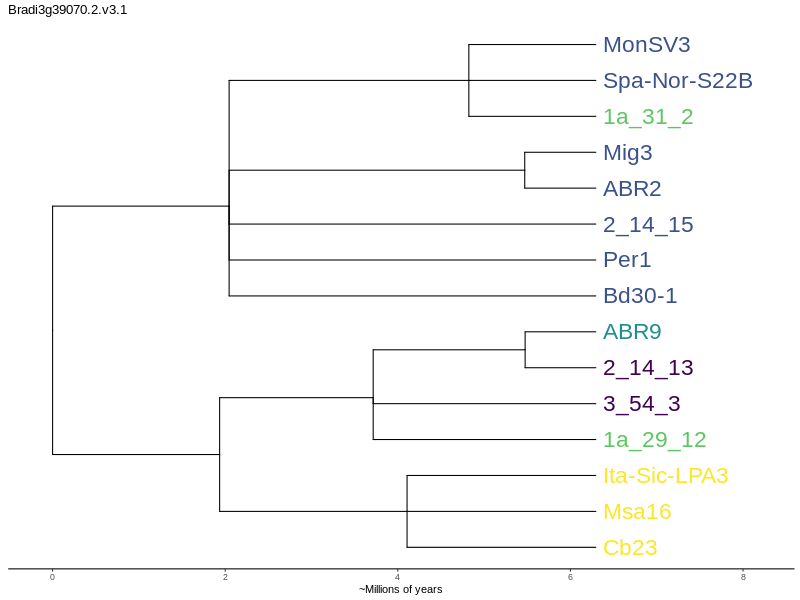 Bradi3g39070.2.v3.1
MonSV3
Spa-Nor-S22B
1a_31_2
Mig3
ABR2
2_14_15
Per1
Bd30-1
ABR9
2_14_13
3_54_3
1a_29_12
Ita-Sic-LPA3
Msa16
Cb23
0 2 4 6 8
~Millions of years